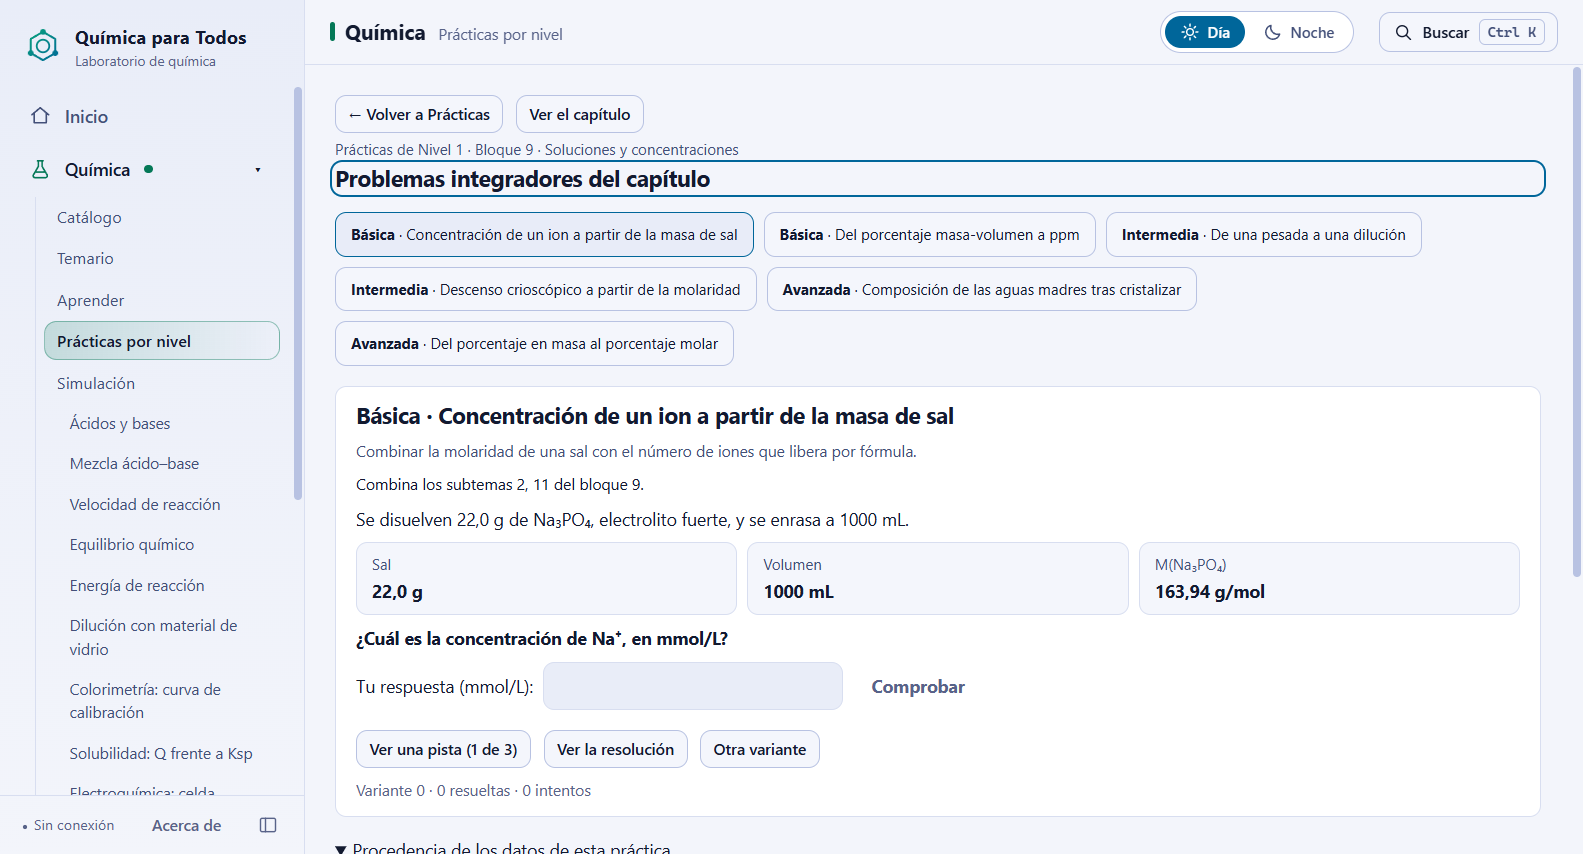 Química para Todos
Laboratorio de química
Inicio
Química
Catálogo
Temario
Aprender
Prácticas por nivel
Simulación
Ácidos y bases
Mezcla ácido–base
Velocidad de reacción
Equilibrio químico
Energía de reacción
Dilución con material de
vidrio
Colorimetría: curva de
calibración
Solubilidad: Q frente a Ksp
Electroquímica: celda
Sin conexión
Acerca de
Química
Prácticas por nivel
Día
Noche
Buscar
Ctrl K
← Volver a Prácticas
Ver el capítulo
Prácticas de Nivel 1 · Bloque 9 · Soluciones y concentraciones
Problemas integradores del capítulo
Básica · Concentración de un ion a partir de la masa de sal
Básica · Del porcentaje masa-volumen a ppm
Intermedia · De una pesada a una dilución
Intermedia · Descenso crioscópico a partir de la molaridad
Avanzada · Composición de las aguas madres tras cristalizar
Avanzada · Del porcentaje en masa al porcentaje molar
Básica · Concentración de un ion a partir de la masa de sal
Combinar la molaridad de una sal con el número de iones que libera por fórmula.
Combina los subtemas 2, 11 del bloque 9.
Se disuelven 22,0 g de Na₃PO₄, electrolito fuerte, y se enrasa a 1000 mL.
Sal
22,0 g
Volumen
1000 mL
M(Na₃PO₄)
163,94 g/mol
¿Cuál es la concentración de Na⁺, en mmol/L?
Tu respuesta (mmol/L):
Comprobar
Ver una pista (1 de 3)
Ver la resolución
Otra variante
Variante 0 · 0 resueltas · 0 intentos
▼ Procedencia de los datos de esta práctica